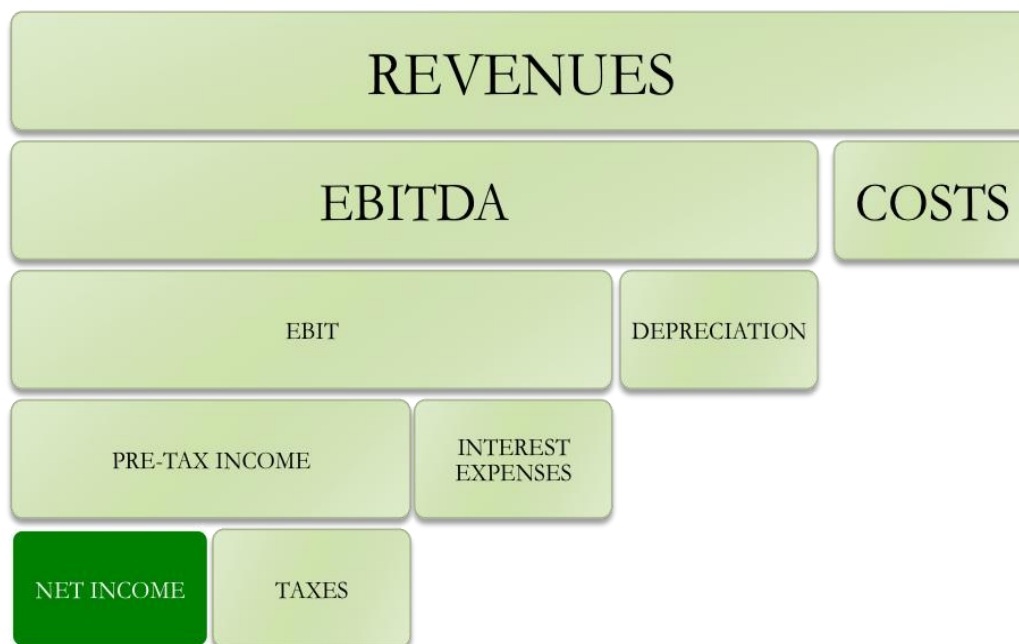 REVENUES
EBITDA
COSTS
EBIT
DEPRECIATION
PRE-TAX INCOME
INTEREST
EXPENSES
NET INCOME
TAXES